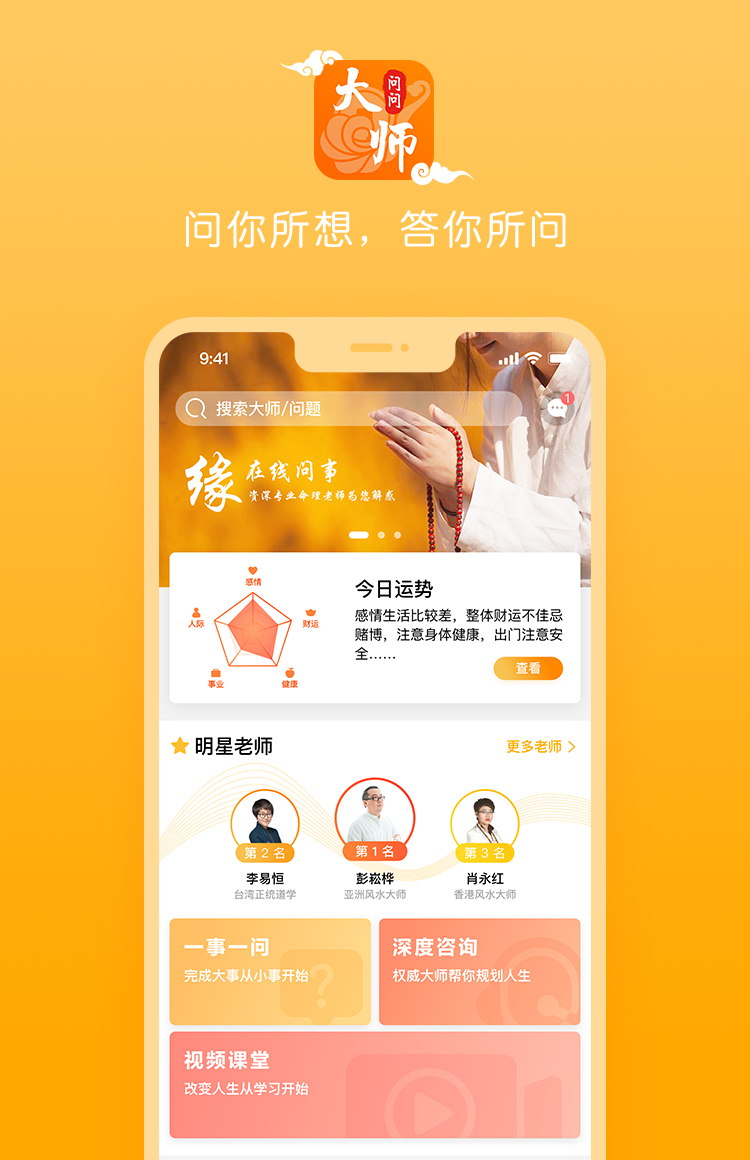 大
问问
师
问你所想，答你所问
9:41
搜索大师/问题
1
缘
在线问事
资深专业命理老师为您解惑
感情
人际
财运
事业
健康
今日运势
感情生活比较差，整体财运不佳忌
赌博，注意身体健康，出门注意安
全……
查看
明星老师
更多老师
第 2 名
第 1 名
第 3 名
李易恒
彭崧桦
肖永红
台湾正统道学
亚洲风水大师
香港风水大师
一事一问
完成大事从小事开始
深度咨询
权威大师帮你规划人生
视频课堂
改变人生从学习开始